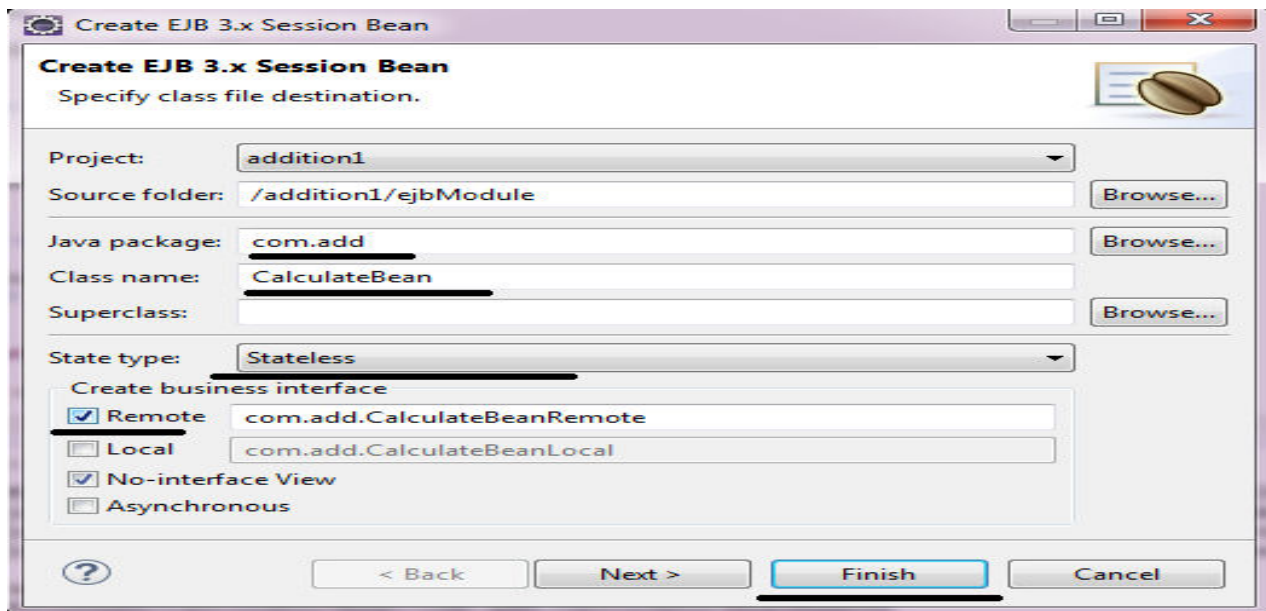 Create EJB 3.x Session Bean
Create EJB 3.x Session Bean
Specify class file destination.
Project: addition1
Source folder: /addition1/ejbModule Browse...
Java package: com.add Browse...
Class name: CalculateBean
Superclass: Browse...
State type: Stateless
Create business interface
Remote com.add.CalculateBeanRemote
Local com.add.CalculateBeanLocal
No-interface View
Asynchronous
? < Back Next > Finish Cancel